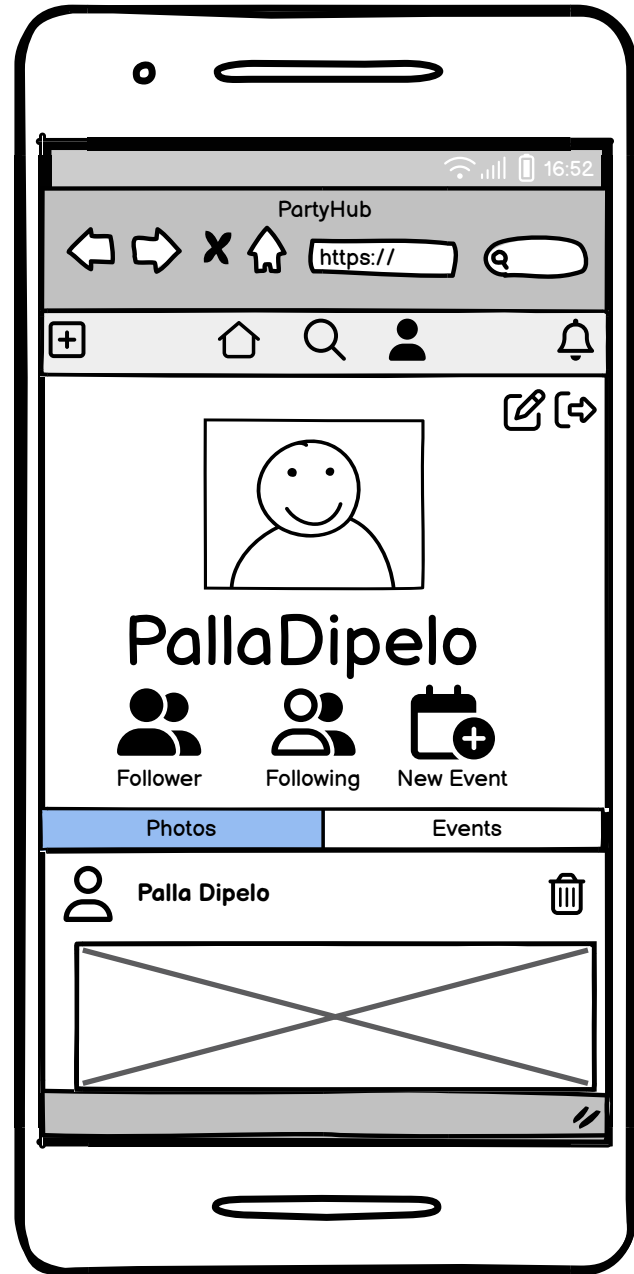 16:52
PartyHub
https://
PallaDipelo
Follower Following New Event
Photos Events
Palla Dipelo